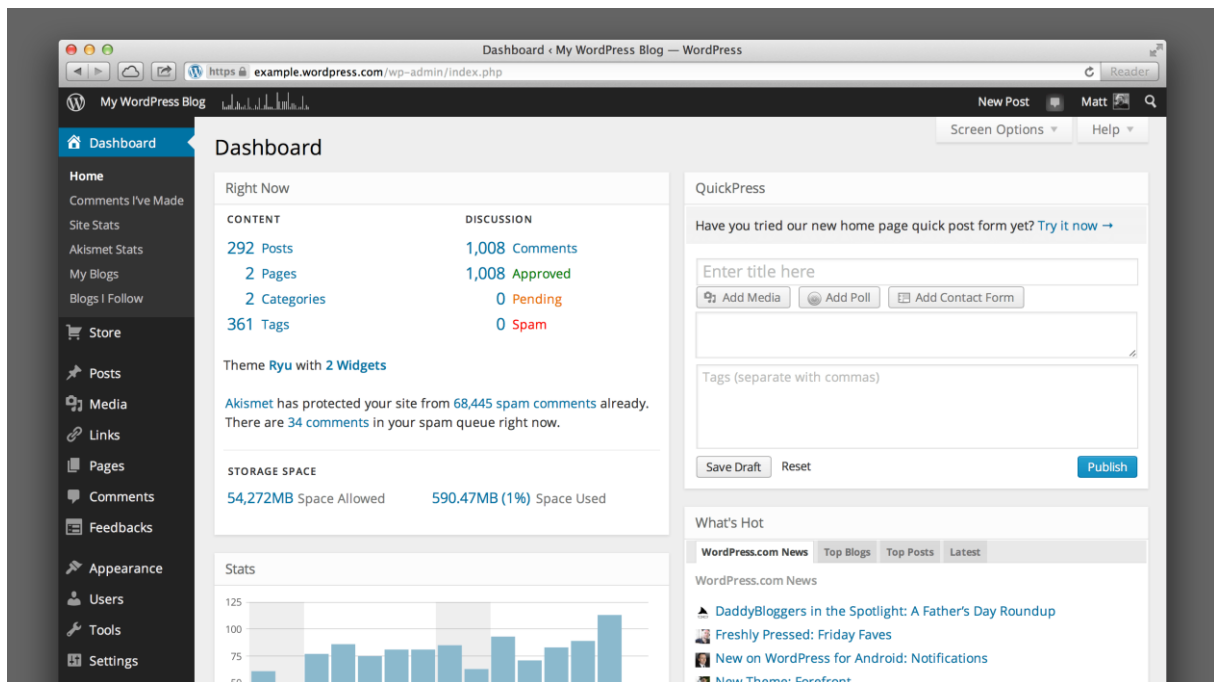 Dashboard ‹ My WordPress Blog — WordPress
https example.wordpress.com/wp-admin/index.php
Reader
My WordPress Blog
New Post
Matt
Dashboard
Home
Comments I've Made
Site Stats
Akismet Stats
My Blogs
Blogs I Follow
Store
Posts
Media
Links
Pages
Comments
Feedbacks
Appearance
Users
Tools
Settings
Screen Options
Help
Dashboard
Right Now
CONTENT
292 Posts
2 Pages
2 Categories
361 Tags
DISCUSSION
1,008 Comments
1,008 Approved
0 Pending
0 Spam
Theme Ryu with 2 Widgets
Akismet has protected your site from 68,445 spam comments already.
There are 34 comments in your spam queue right now.
STORAGE SPACE
54,272MB Space Allowed
590.47MB (1%) Space Used
Stats
125
100
75
50
QuickPress
Have you tried our new home page quick post form yet? Try it now →
Enter title here
Add Media
Add Poll
Add Contact Form
Tags (separate with commas)
Save Draft
Reset
Publish
What's Hot
WordPress.com News
Top Blogs
Top Posts
Latest
WordPress.com News
DaddyBloggers in the Spotlight: A Father's Day Roundup
Freshly Pressed: Friday Faves
New on WordPress for Android: Notifications
New Theme: Forefront